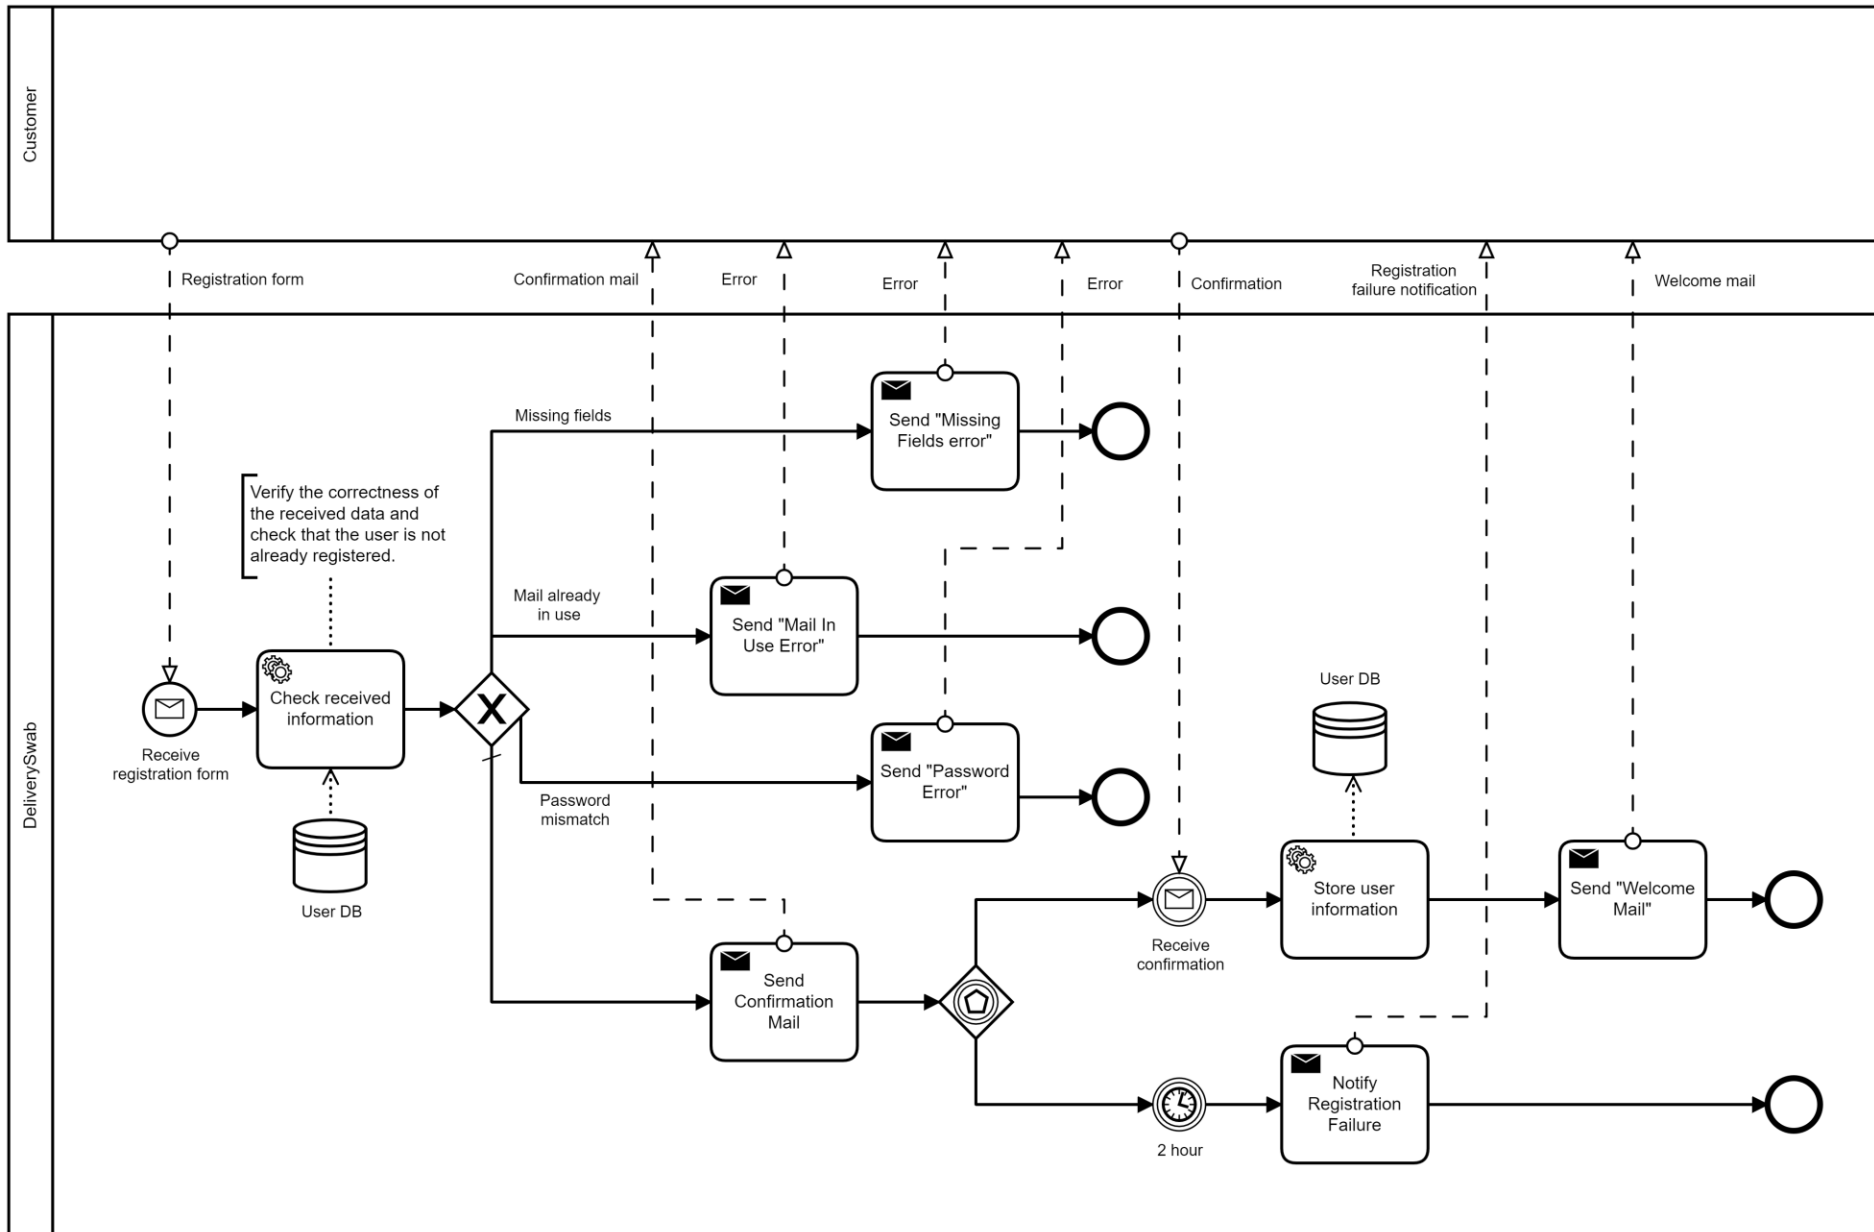 Customer
Registration form
Confirmation mail
Error
Error
Error
Confirmation
Registration
failure notification
Welcome mail
DeliverySwab
Missing fields
Send "Missing
Fields error"
Verify the correctness of
the received data and
check that the user is not
already registered.
Mail already
in use
Send "Mail In
Use Error"
Check received
information
Receive
registration form
User DB
Send "Password
Error"
Password
mismatch
User DB
Store user
information
Send "Welcome
Mail"
Receive
confirmation
Send
Confirmation
Mail
Notify
Registration
Failure
2 hour